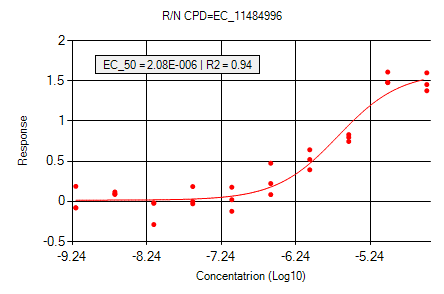 R/N CPD=EC_11484996
EC_50 = 2.08E-006 | R2 = 0.94
Response
2
1.5
1
0.5
0
-0.5
-9.24 -8.24 -7.24 -6.24 -5.24
Concentatrion (Log10)